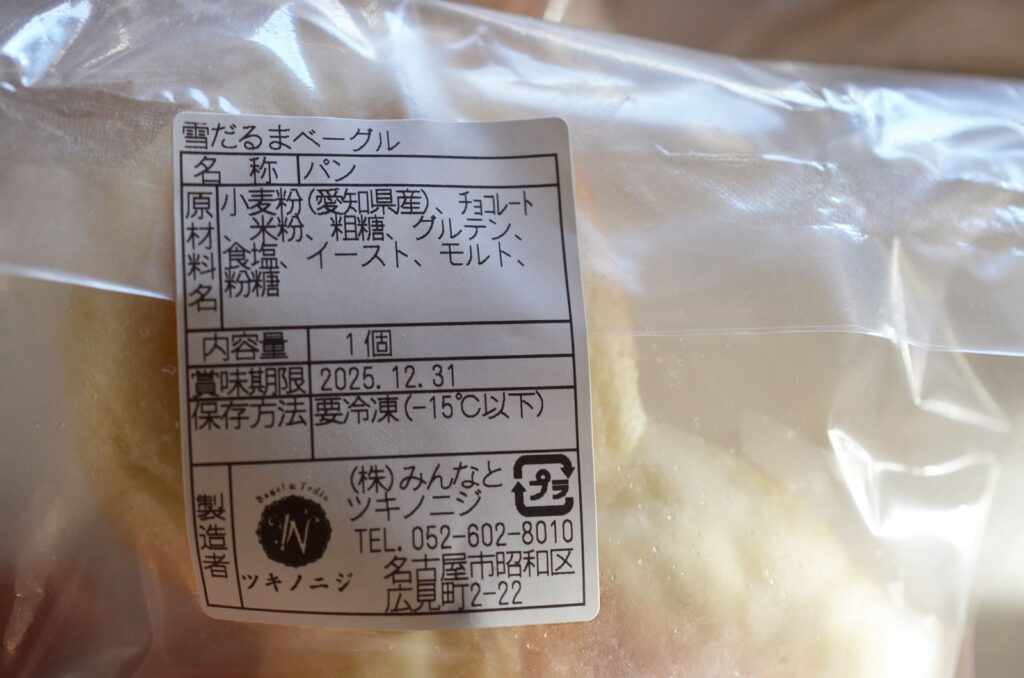 雪だるまベーグル
名 称 パン
原材料名 小麦粉(愛知県産)、チョコレート
、米粉、粗糖、グルテン、
食塩、イースト、モルト、
粉糖
内容量 1個
賞味期限 2025.12.31
保存方法 要冷凍(-15℃以下)
製造者
(株)みんなと
ツキノニジ
プラ
TEL. 052-602-8010
名古屋市昭和区
広見町2-22
ツキノニジ